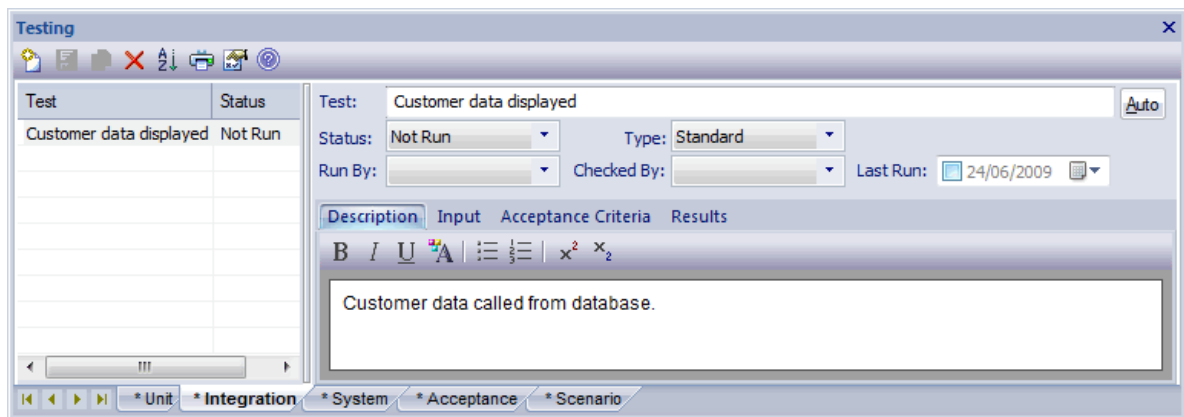 Testing
Test Status
Customer data displayed Not Run
Test: Customer data displayed Auto
Status: Not Run Type: Standard
Run By: Checked By: Last Run: 24/06/2009
Description Input Acceptance Criteria Results
B I U A x² x₂
Customer data called from database.
* Unit * Integration * System * Acceptance * Scenario